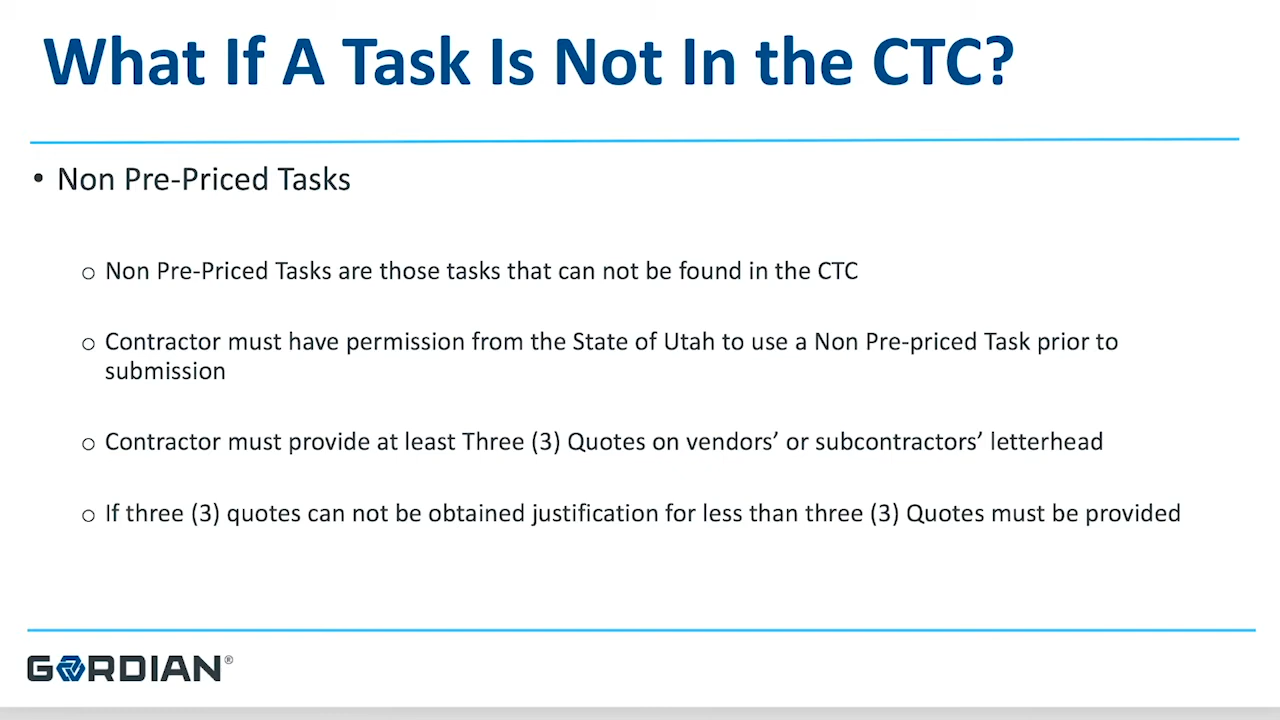 What If A Task Is Not In the CTC?
• Non Pre-Priced Tasks
o Non Pre-Priced Tasks are those tasks that can not be found in the CTC
o Contractor must have permission from the State of Utah to use a Non Pre-priced Task prior to
submission
o Contractor must provide at least Three (3) Quotes on vendors’ or subcontractors’ letterhead
o If three (3) quotes can not be obtained justification for less than three (3) Quotes must be provided
GORDIAN®